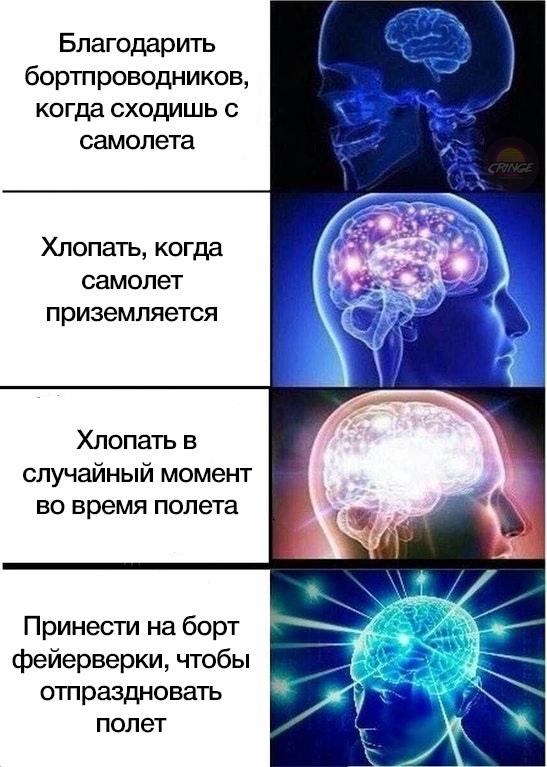 Благодарить
бортпроводников,
когда сходишь с
самолета
CRINGE
Хлопать, когда
самолет
приземляется
Хлопать в
случайный момент
во время полета
Принести на борт
фейерверки, чтобы
отпраздновать
полет